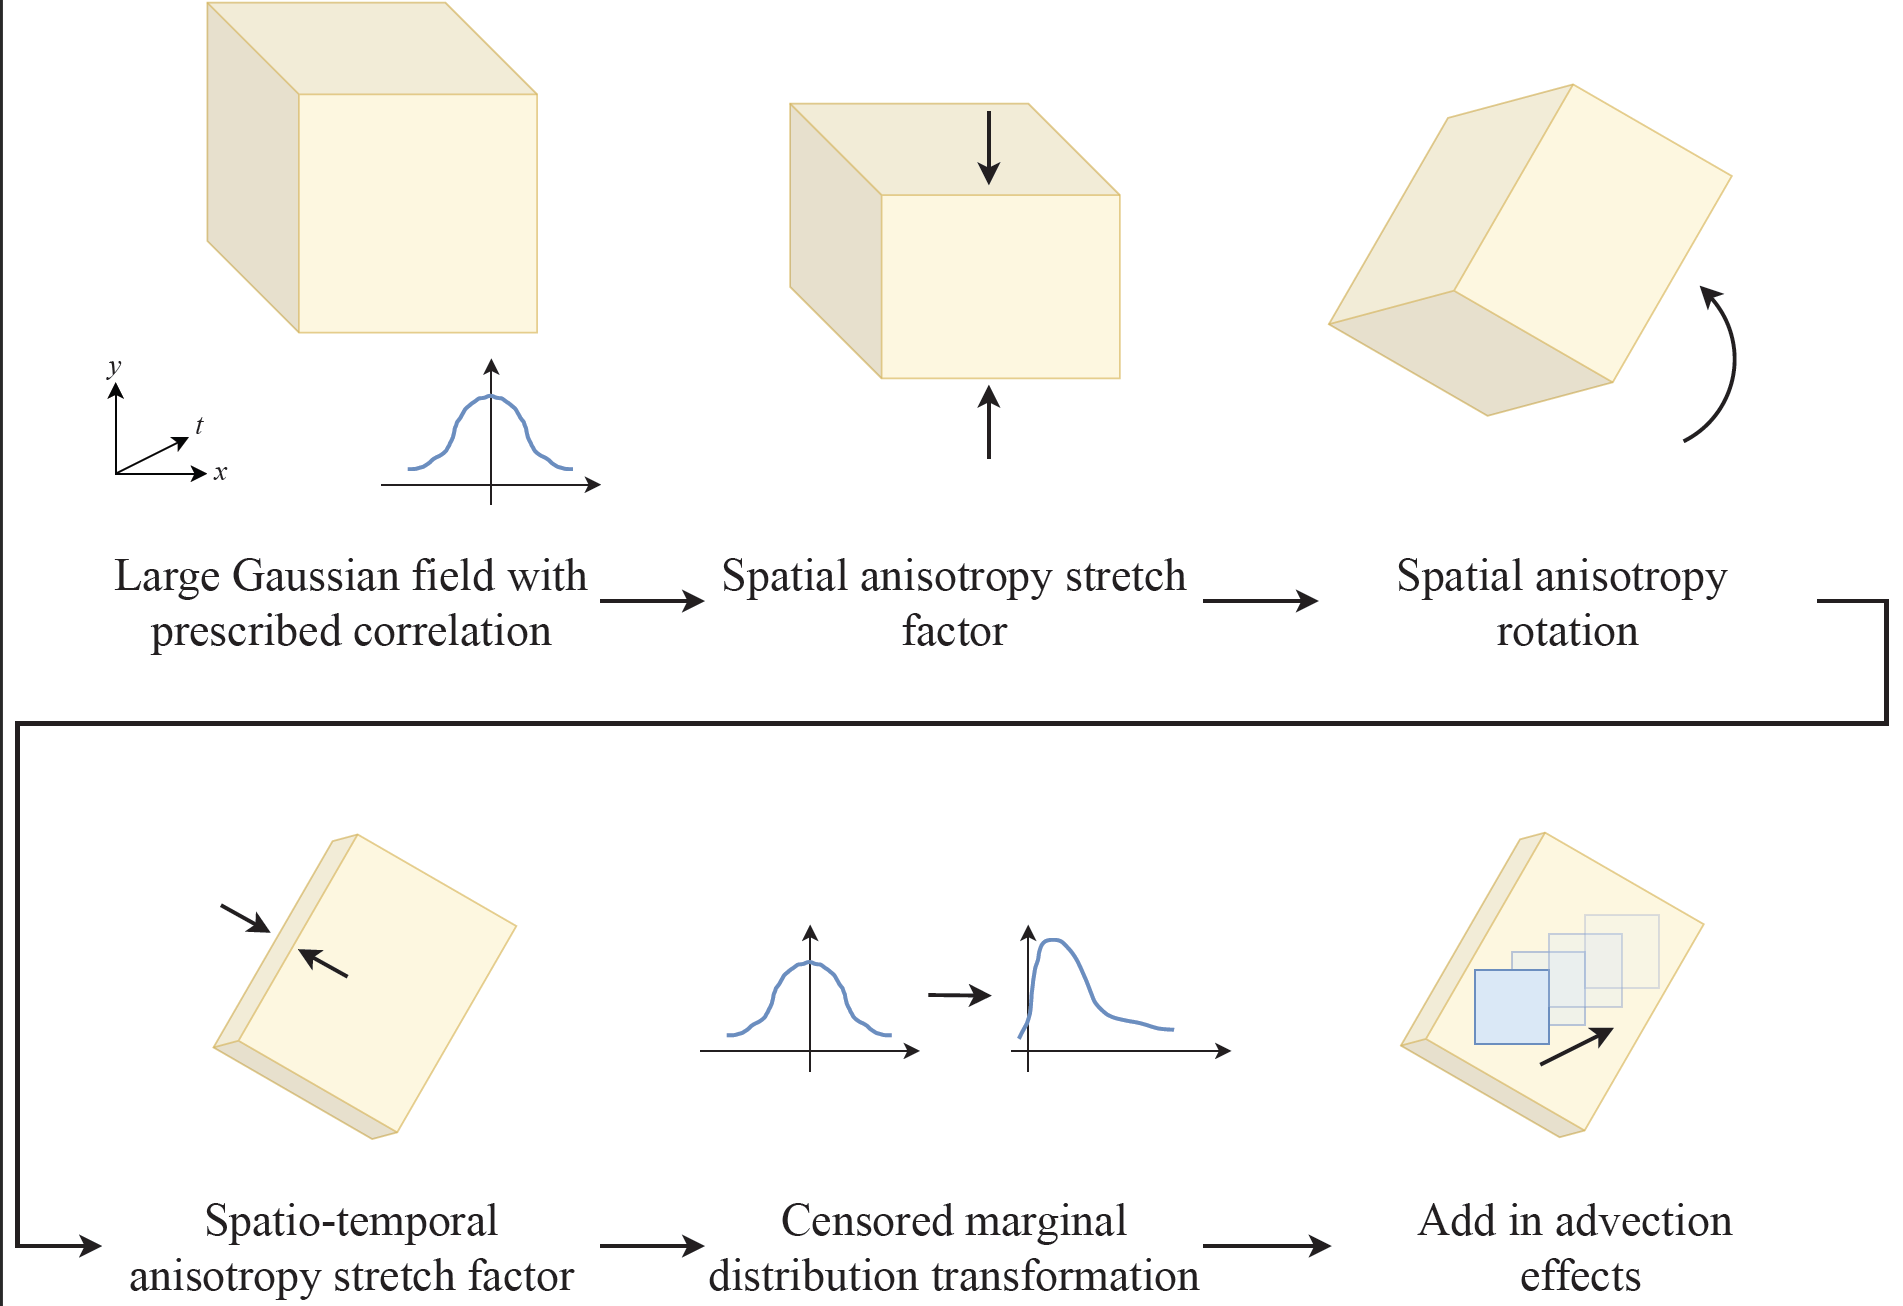 y
t
x
Large Gaussian field with
prescribed correlation
Spatial anisotropy stretch
factor
Spatial anisotropy
rotation
Spatio-temporal
anisotropy stretch factor
Censored marginal
distribution transformation
Add in advection
effects